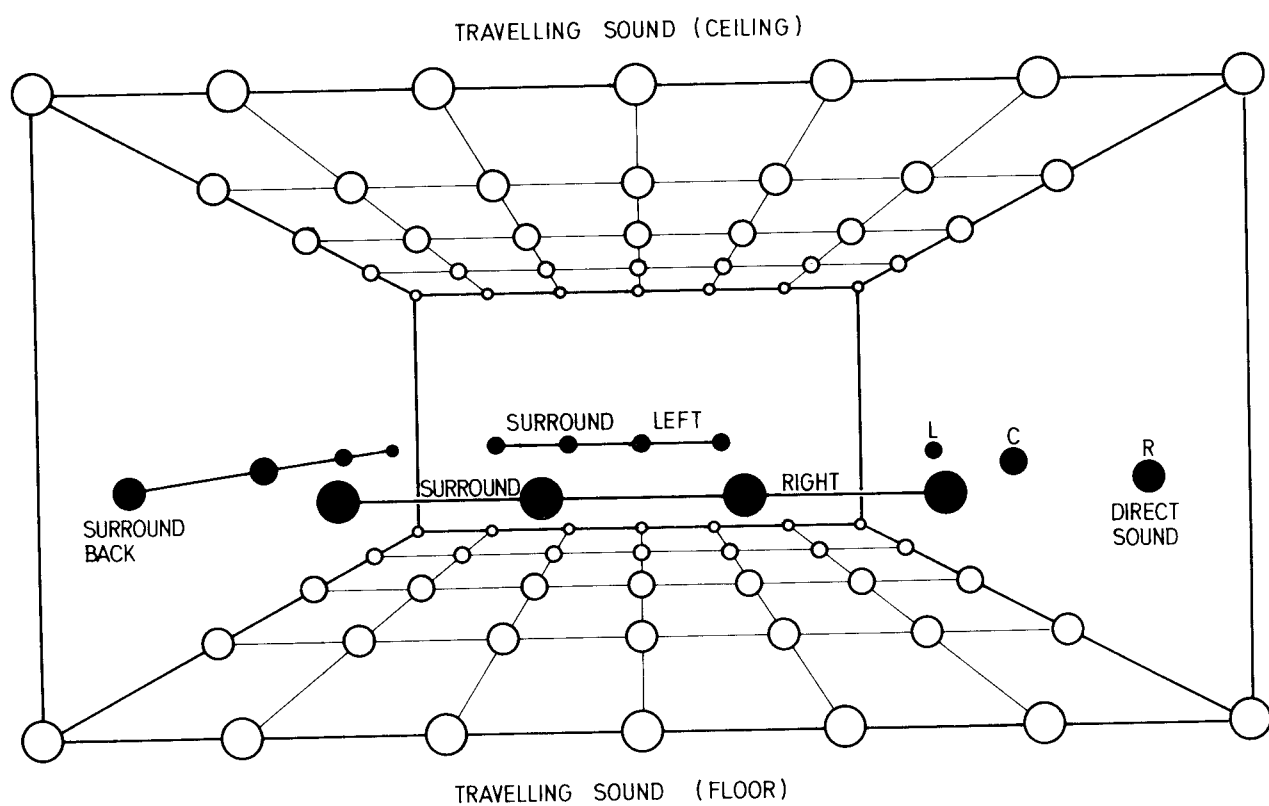 TRAVELLING SOUND (CEILING)
SURROUND LEFT
L
C
R
SURROUND RIGHT
SURROUND
BACK
DIRECT
SOUND
TRAVELLING SOUND (FLOOR)